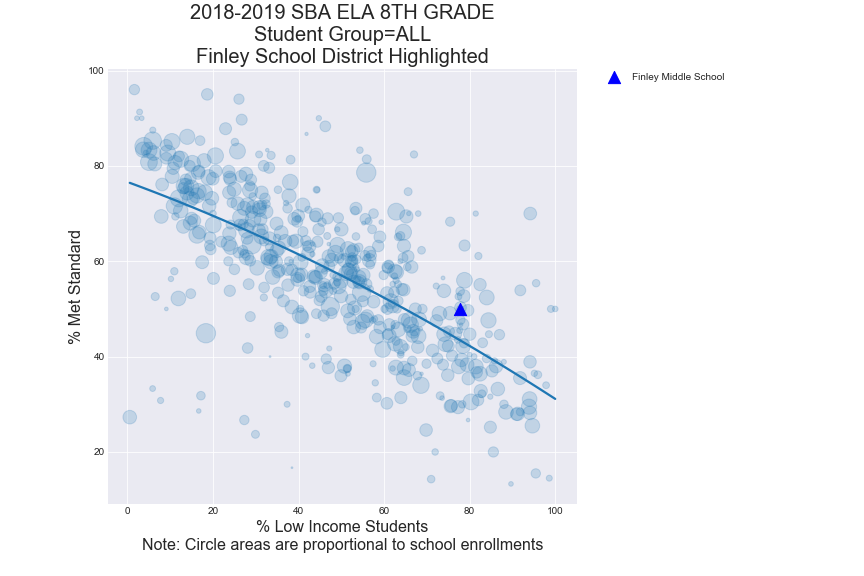 2018-2019 SBA ELA 8TH GRADE
Student Group=ALL
Finley School District Highlighted
Finley Middle School
100
80
60
40
20
% Met Standard
0 20 40 60 80 100
% Low Income Students
Note: Circle areas are proportional to school enrollments